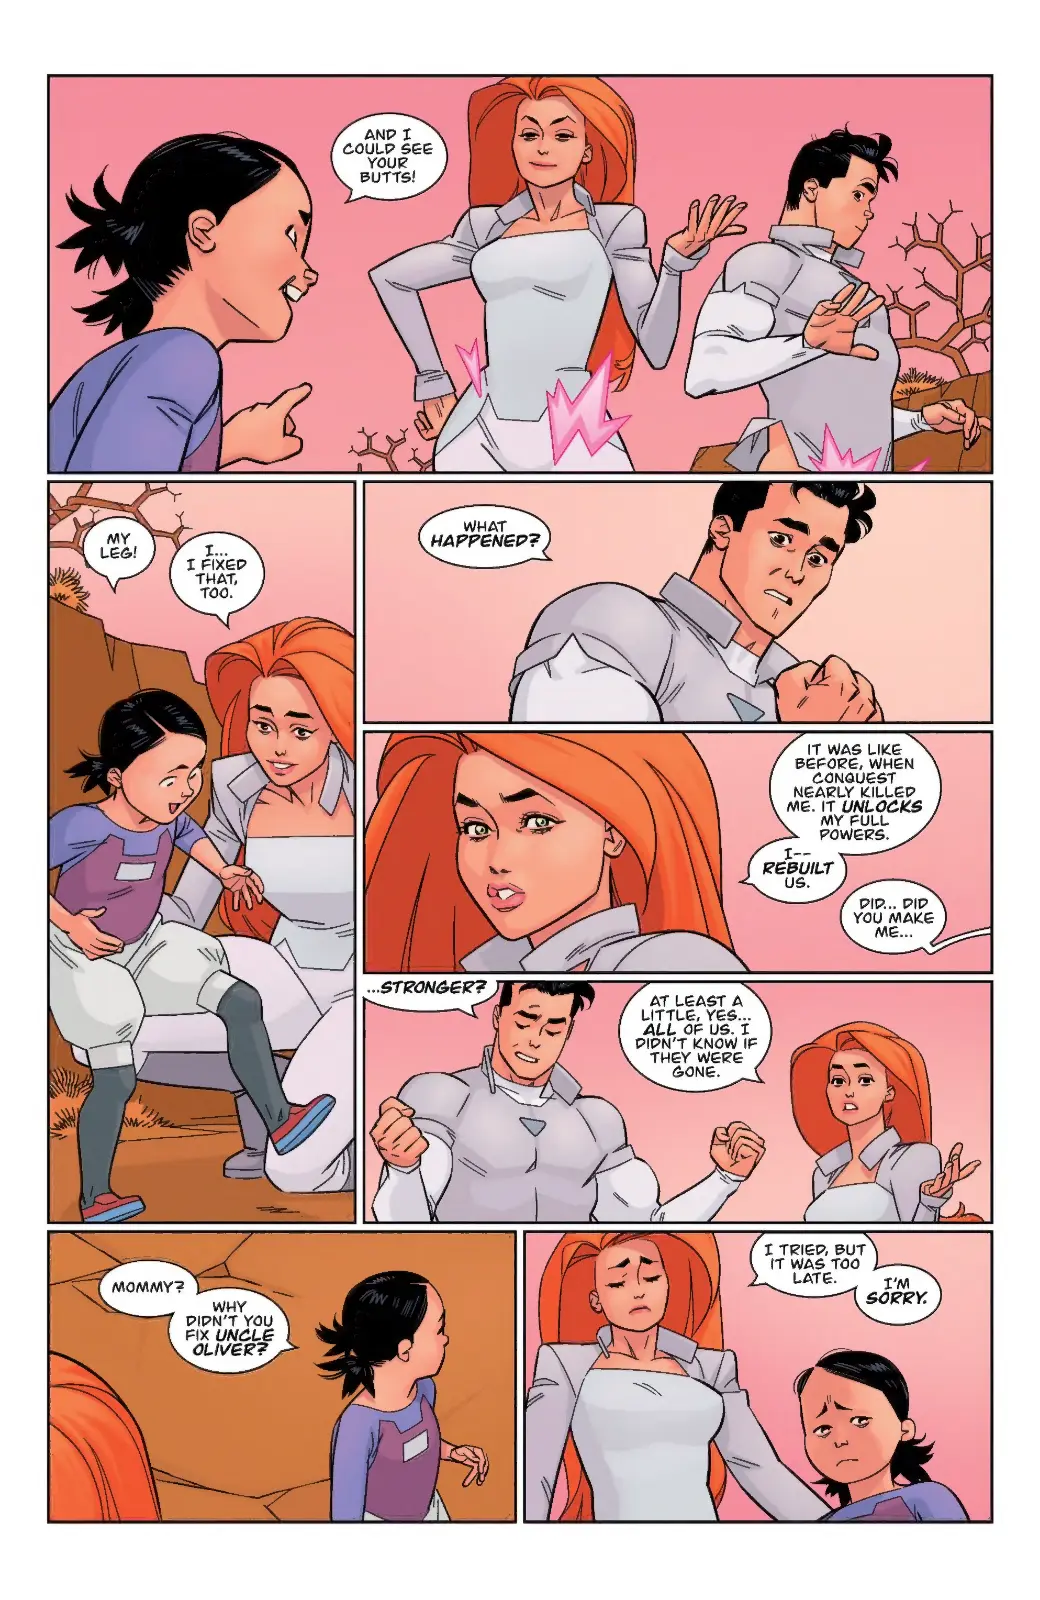 AND I
COULD SEE
YOUR
BUTTS!
MY
LEG!
I...
I FIXED
THAT,
TOO.
WHAT
HAPPENED?
IT WAS LIKE
BEFORE, WHEN
CONQUEST
NEARLY KILLED
ME. IT UNLOCKS
MY FULL
POWERS.
I--
REBUILT
US.
DID... DID
YOU MAKE
ME...
...STRONGER?
AT LEAST A
LITTLE, YES...
ALL OF US. I
DIDN'T KNOW IF
THEY WERE
GONE.
MOMMY?
WHY
DIDN'T YOU
FIX UNCLE
OLIVER?
I TRIED, BUT
IT WAS TOO
LATE.
I'M
SORRY.